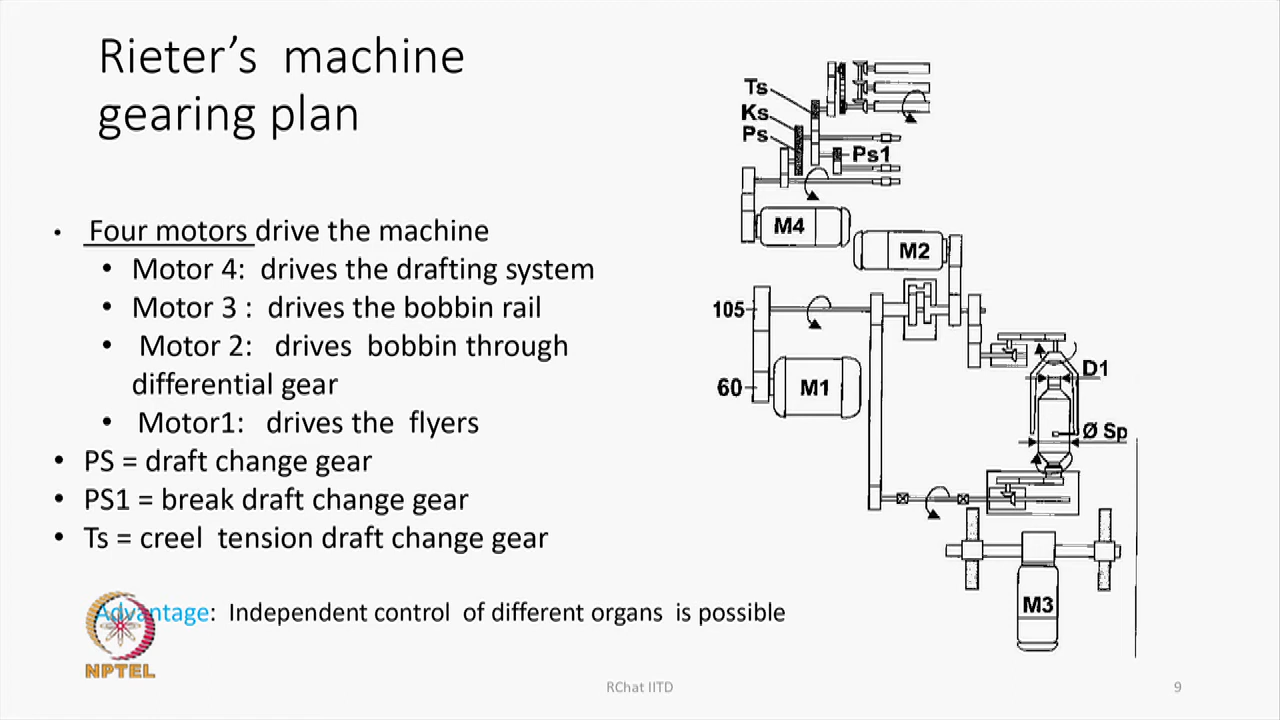 Rieter's machine
gearing plan
• Four motors drive the machine
• Motor 4: drives the drafting system
• Motor 3 : drives the bobbin rail
• Motor 2: drives bobbin through
differential gear
• Motor1: drives the flyers
• PS = draft change gear
• PS1 = break draft change gear
• Ts = creel tension draft change gear
Advantage: Independent control of different organs is possible
NPTEL
Ts
Ks
Ps
Ps1
M4
M2
105
60
M1
D1
Ø Sp
M3
RChat IITD
9